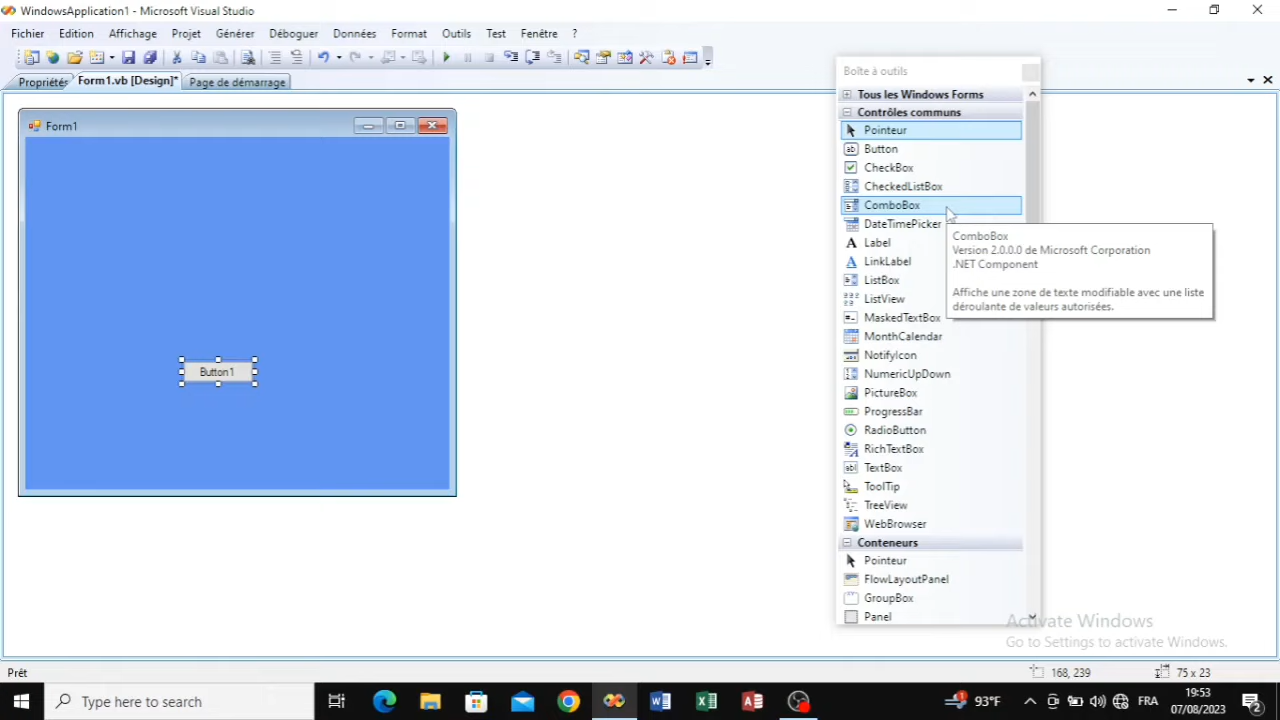 WindowsApplication1 - Microsoft Visual Studio
Fichier Edition Affichage Projet Générer Déboguer Données Format Outils Test Fenêtre ?
Propriétés Form1.vb [Design]* Page de démarrage
Form1
Button1
Boîte à outils
Tous les Windows Forms
Contrôles communs
Pointeur
Button
CheckBox
CheckedListBox
ComboBox
DateTimePicker
Label
LinkLabel
ListBox
ListView
MaskedTextBox
MonthCalendar
NotifyIcon
NumericUpDown
PictureBox
ProgressBar
RadioButton
RichTextBox
TextBox
ToolTip
TreeView
WebBrowser
Conteneurs
Pointeur
FlowLayoutPanel
GroupBox
Panel
ComboBox
Version 2.0.0.0 de Microsoft Corporation
.NET Component
Affiche une zone de texte modifiable avec une liste
déroulante de valeurs autorisées.
Activate Windows
Go to Settings to activate Windows.
Prêt 168, 239 75 x 23
Type here to search
1 93°F FRA
19:53
07/08/2023
2